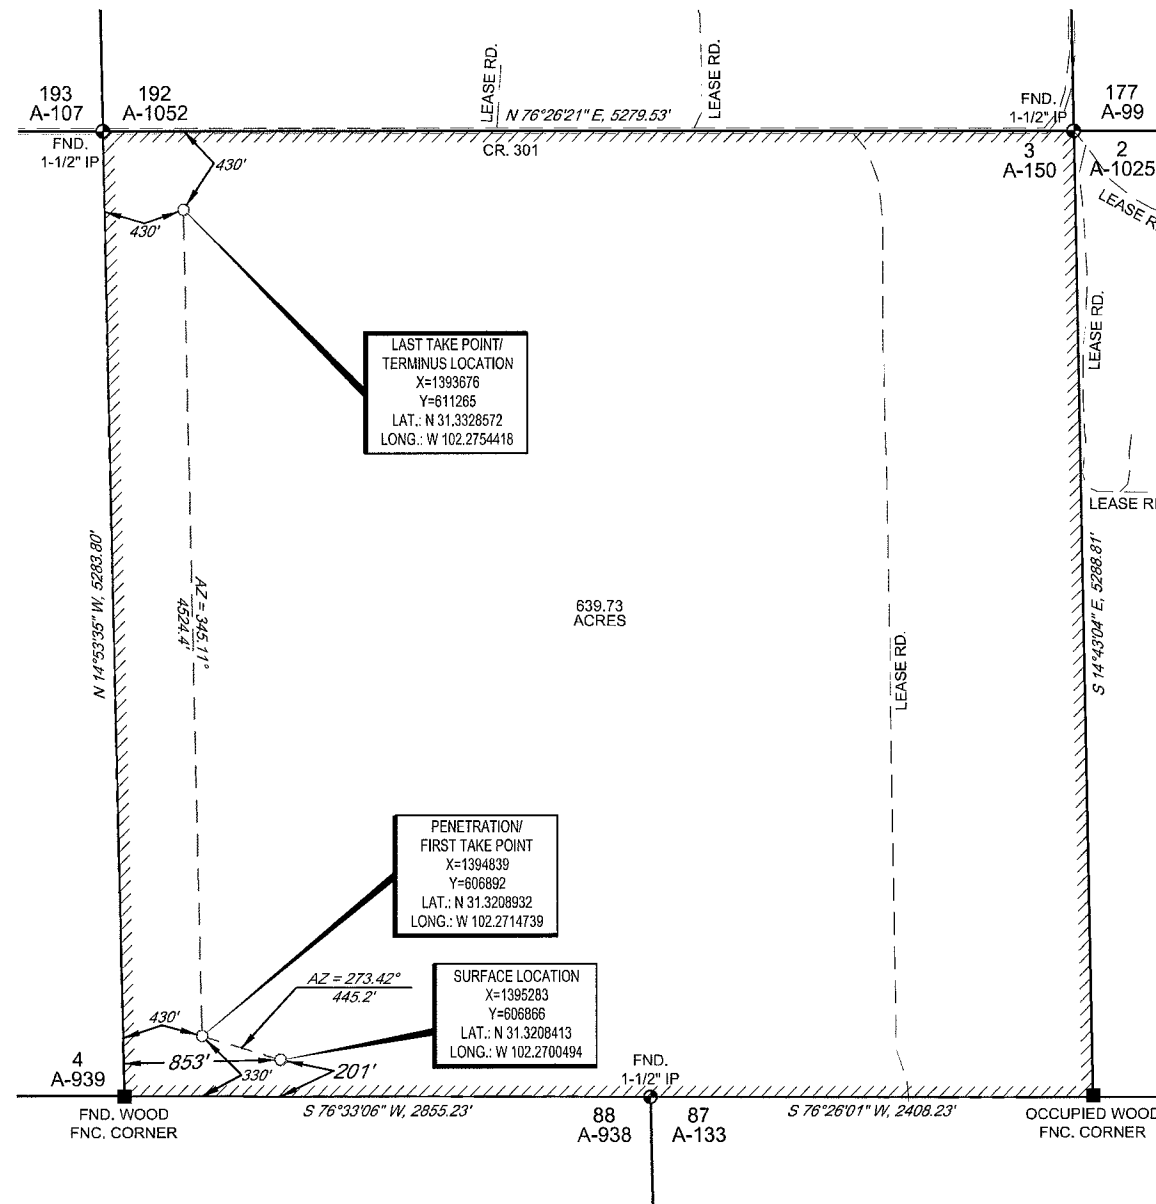 LEASE RD.
LEASE RD.
193
A-107
192
A-1052
N 76°26'21" E, 5279.53'
FND.
1-1/2" IP
177
A-99
FND.
1-1/2" IP
CR. 301
3
A-150
2
A-1025
430'
430'
LEASE R
LAST TAKE POINT/
TERMINUS LOCATION
X=1393676
Y=611265
LAT.: N 31.3328572
LONG.: W 102.2754418
LEASE RD.
LEASE RD
N 14°53'35" W, 5283.80'
AZ = 345.11°
4524.4'
639.73
ACRES
LEASE RD.
S 14°43'04" E, 5288.81'
PENETRATION/
FIRST TAKE POINT
X=1394839
Y=606892
LAT.: N 31.3208932
LONG.: W 102.2714739
SURFACE LOCATION
X=1395283
Y=606866
LAT.: N 31.3208413
LONG.: W 102.2700494
AZ = 273.42°
445.2'
430'
853'
330'
201'
4
A-939
FND.
1-1/2" IP
FND. WOOD
FNC. CORNER
S 76°33'06" W, 2855.23'
88
A-938
87
A-133
S 76°26'01" W, 2408.23'
OCCUPIED WOOD
FNC. CORNER